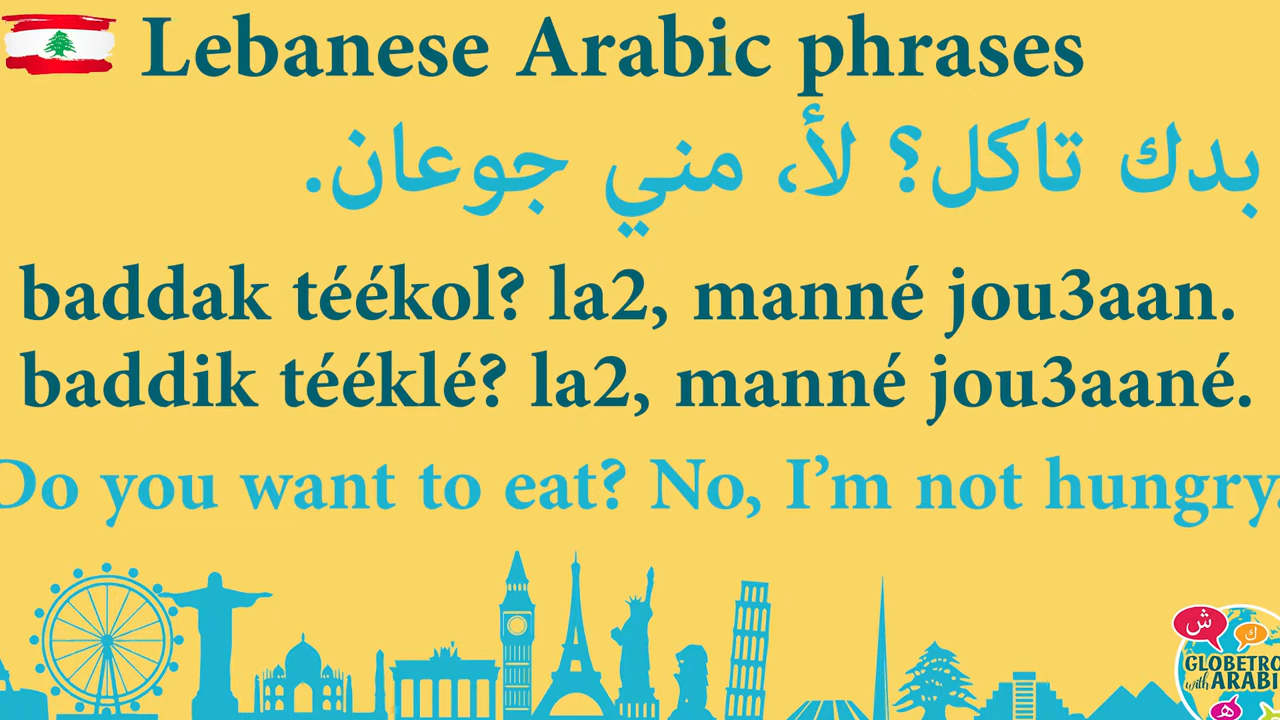 Lebanese Arabic phrases
بدك تاكل؟ لأ، مني جوعان.
baddak téékol? la2, manné jou3aan.
baddik tééklé? la2, manné jou3aané.
Do you want to eat? No, I’m not hungry.
ش
ك
with ARABI
ه